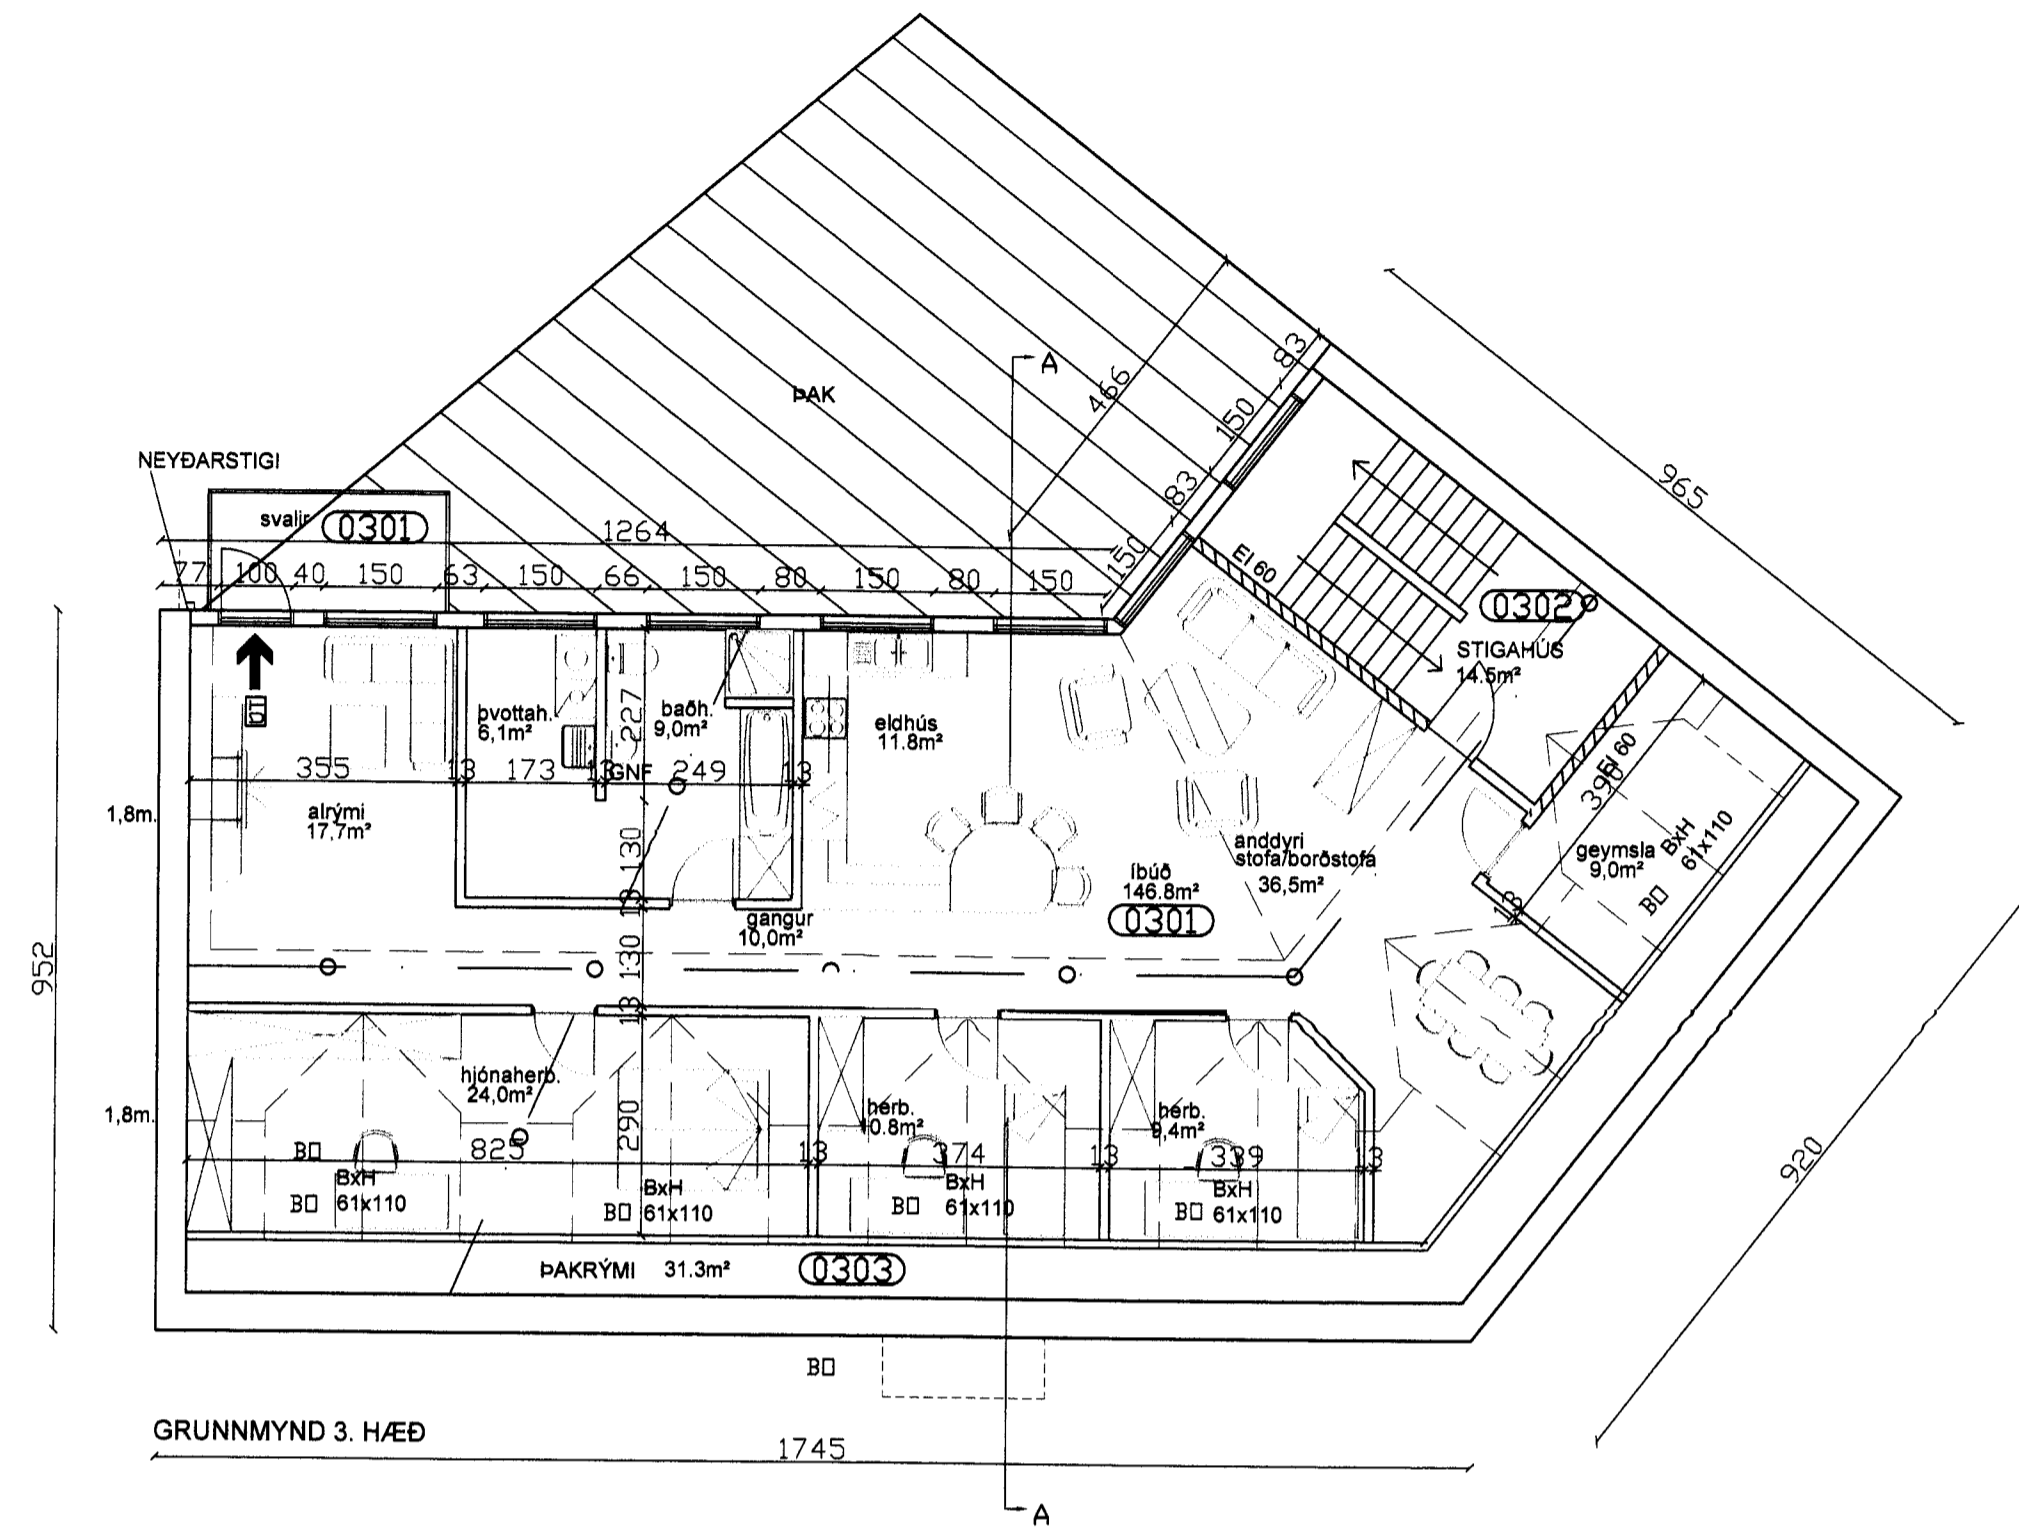 A
ÞAK
466
83
150
83
150
965
NEYÐARSTIGI
svalir
0301
1264
77
100
40
150
63
150
66
150
80
150
80
150
EI 60
0302
STIGAHÚS
14.5m²
þvottah.
6,1m²
227
baðh.
9,0m²
eldhús
11.8m²
355
13
173
13
GNF
249
13
EI 60
390
1,8m.
alrými
17,7m²
130
anddyri
stofa/borðstofa
36,5m²
geymsla
9,0m²
BxH
61x110
íbúð
146.8m²
0301
13
gangur
10,0m²
13
952
130
13
hjónaherb.
24,0m²
1,8m.
290
herb.
0.8m²
herb.
9,4m²
825
13
374
13
339
13
BxH
61x110
BxH
61x110
BxH
61x110
BxH
61x110
920
ÞAKRÝMI 31.3m²
0303
GRUNNMYND 3. HÆÐ
1745
A